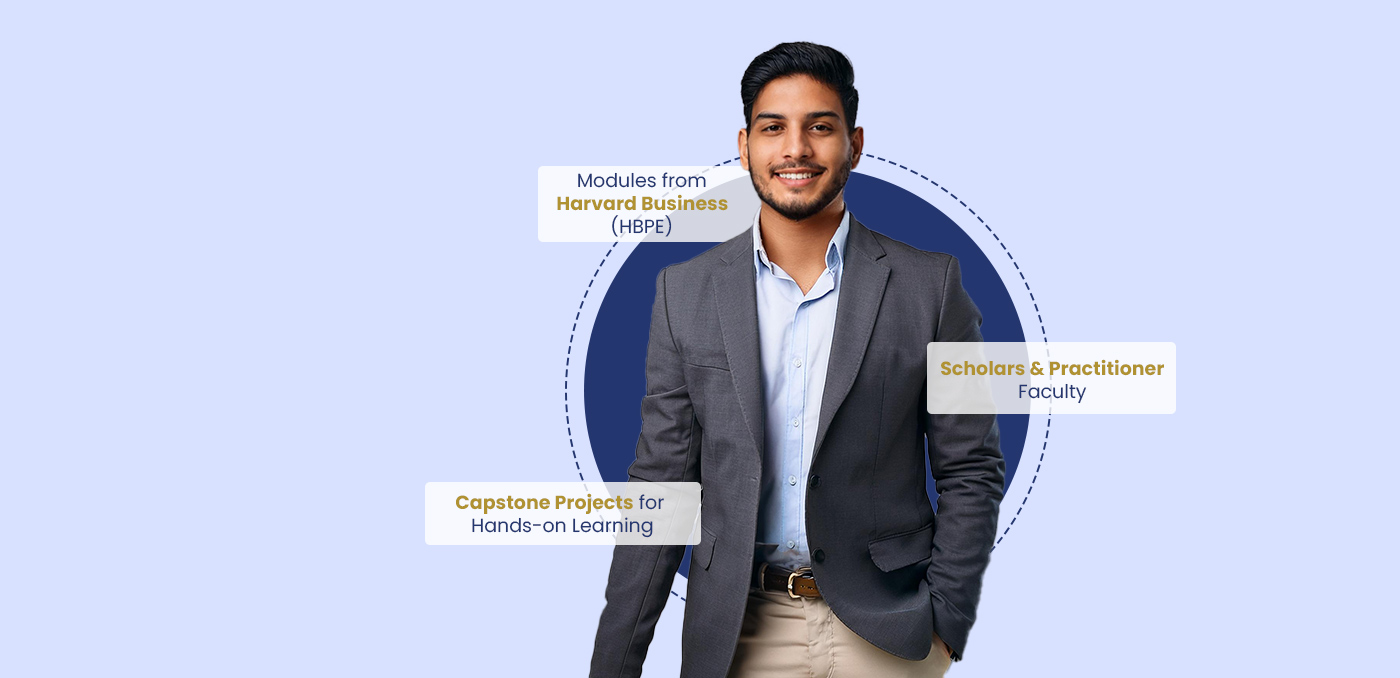 Modules from
Harvard Business
(HBPE)
Scholars & Practitioner
Faculty
Capstone Projects for
Hands-on Learning